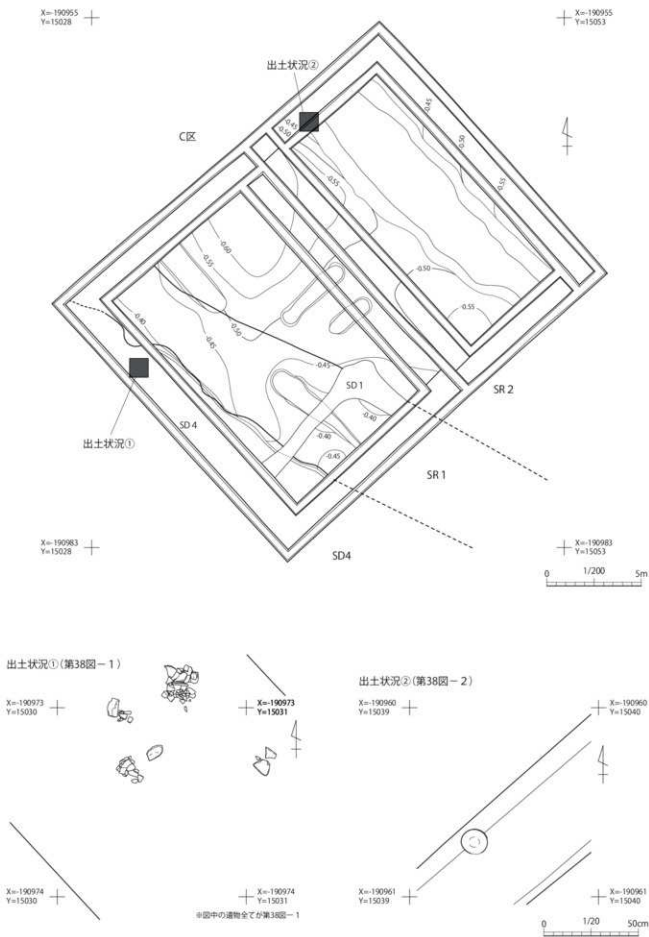 X=-190955
Y=15028
X=-190955
Y=15053
出土状況②
C区
-0.45
-0.50
-0.55
-0.45
-0.50
-0.55
-0.60
-0.55
-0.50
-0.40
-0.45
-0.50
-0.55
-0.45
SD 1
-0.40
-0.40
-0.45
SD 4
SR 2
出土状況①
SR 1
SD4
X=-190983
Y=15028
X=-190983
Y=15053
0 1/200 5m
出土状況①(第38図-1)
X=-190973
Y=15030
X=-190973
Y=15031
X=-190974
Y=15030
X=-190974
Y=15031
※図中の遺物全てが第38図-1
出土状況②(第38図-2)
X=-190960
Y=15039
X=-190960
Y=15040
X=-190961
Y=15039
X=-190961
Y=15040
0 1/20 50cm